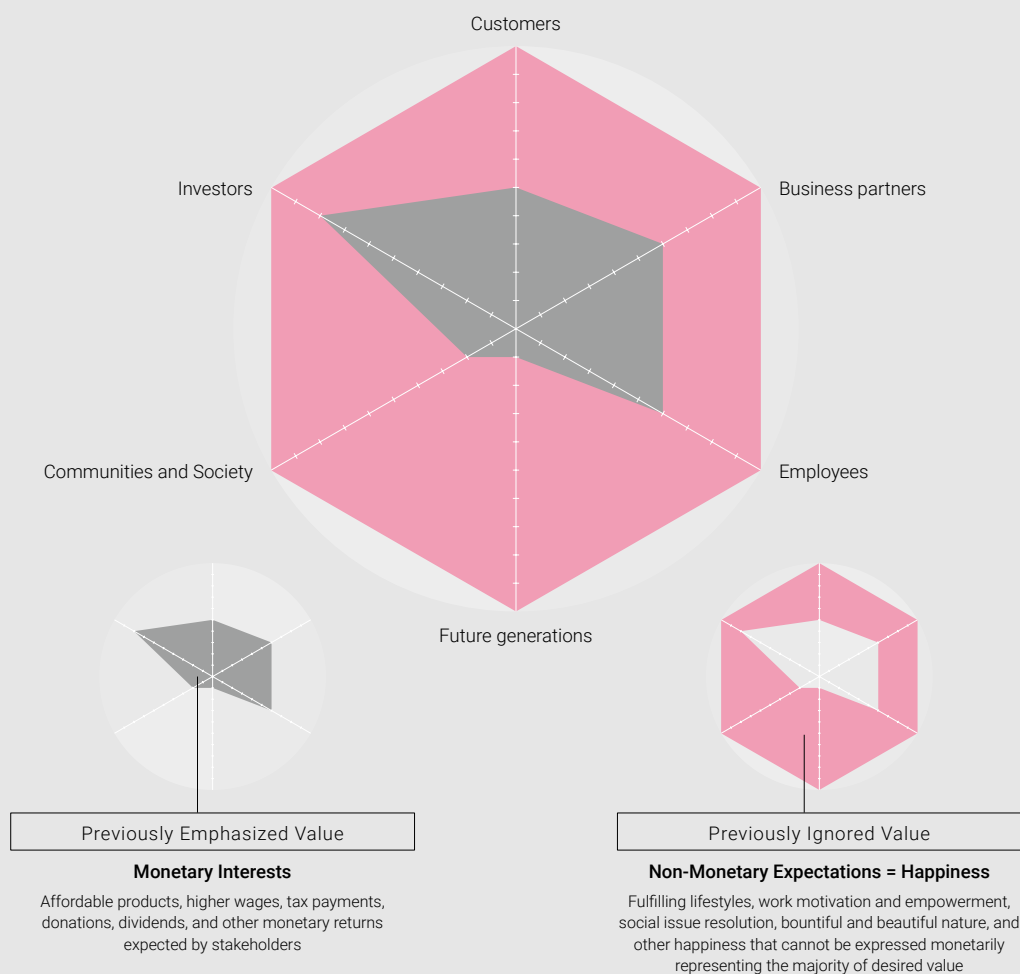 Customers
Investors
Business partners
Communities and Society
Employees
Future generations
Previously Emphasized Value
Monetary Interests
Affordable products, higher wages, tax payments,
donations, dividends, and other monetary returns
expected by stakeholders
Previously Ignored Value
Non-Monetary Expectations = Happiness
Fulfilling lifestyles, work motivation and empowerment,
social issue resolution, bountiful and beautiful nature, and
other happiness that cannot be expressed monetarily
representing the majority of desired value